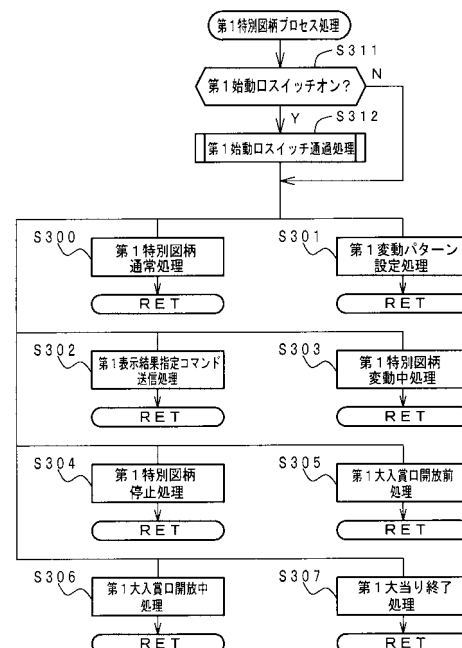 第1特別図柄プロセス処理
S311
第1始動口スイッチオン?
N
Y
S312
第1始動口スイッチ通過処理
S300
第1特別図柄
通常処理
RET
S301
第1変動パターン
設定処理
RET
S302
第1表示結果指定コマンド
送信処理
RET
S303
第1特別図柄
変動中処理
RET
S304
第1特別図柄
停止処理
RET
S305
第1大入賞口開放前
処理
RET
S306
第1大入賞口開放中
処理
RET
S307
第1大当り終了
処理
RET